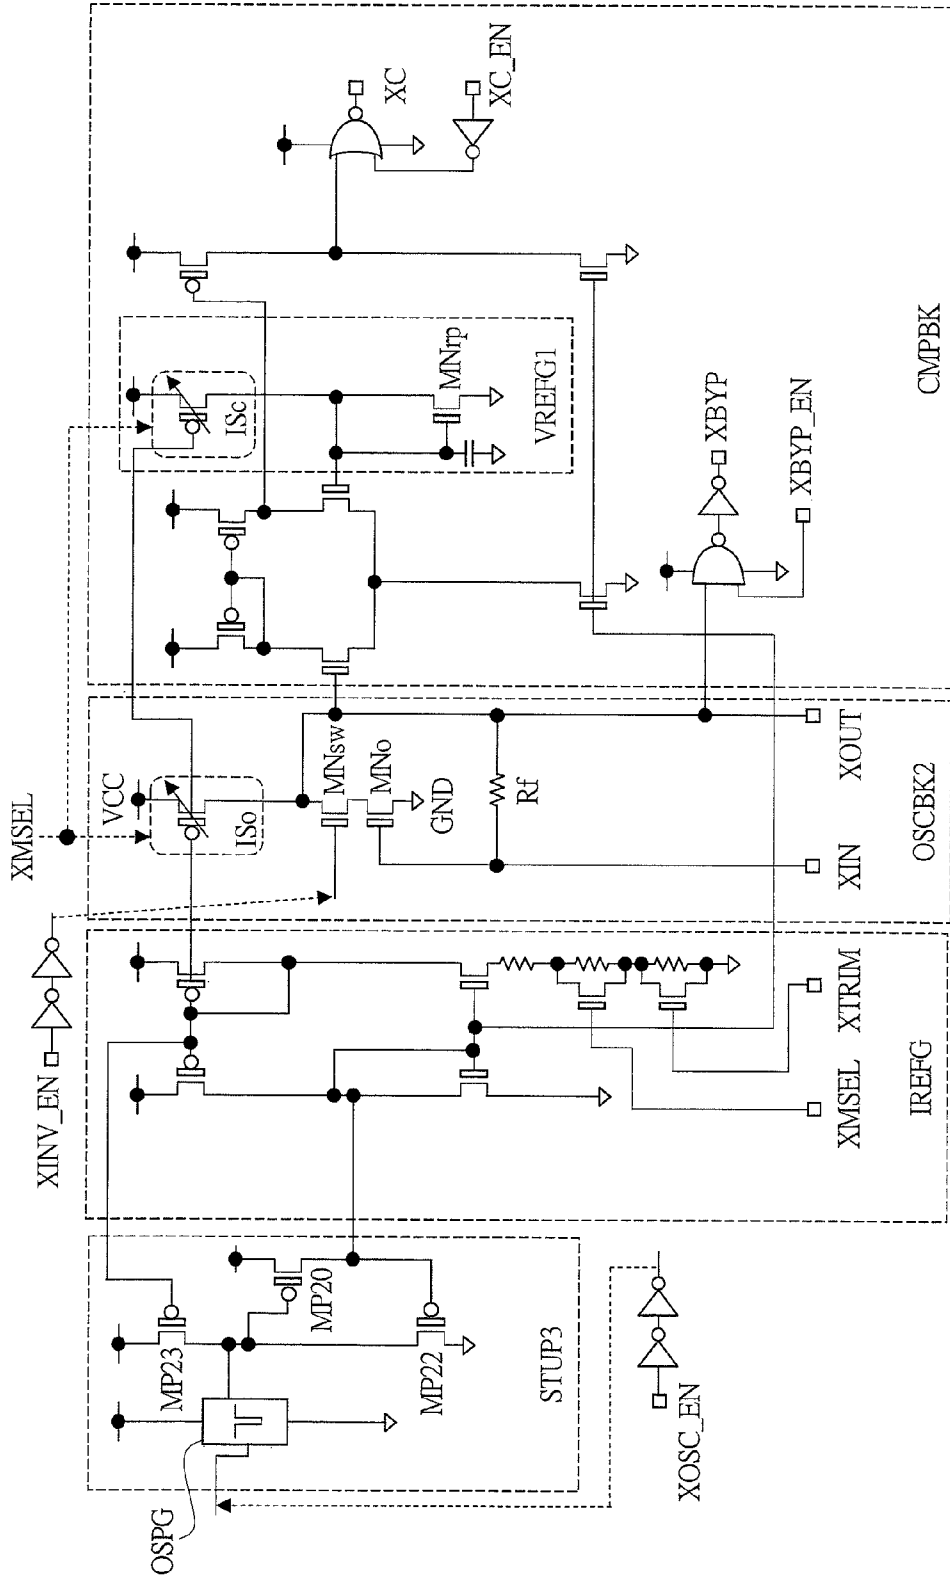 XMSEL
XINV_EN
VCC
ISo
MNsw
MNo
GND
Rf
XIN
XOUT
OSCBK2
ISc
MNrp
VREFG1
XC
XC_EN
XBYP
XBYP_EN
CMPBK
XMSEL
XTRIM
IREFG
MP23
MP20
MP22
STUP3
OSPG
XOSC_EN